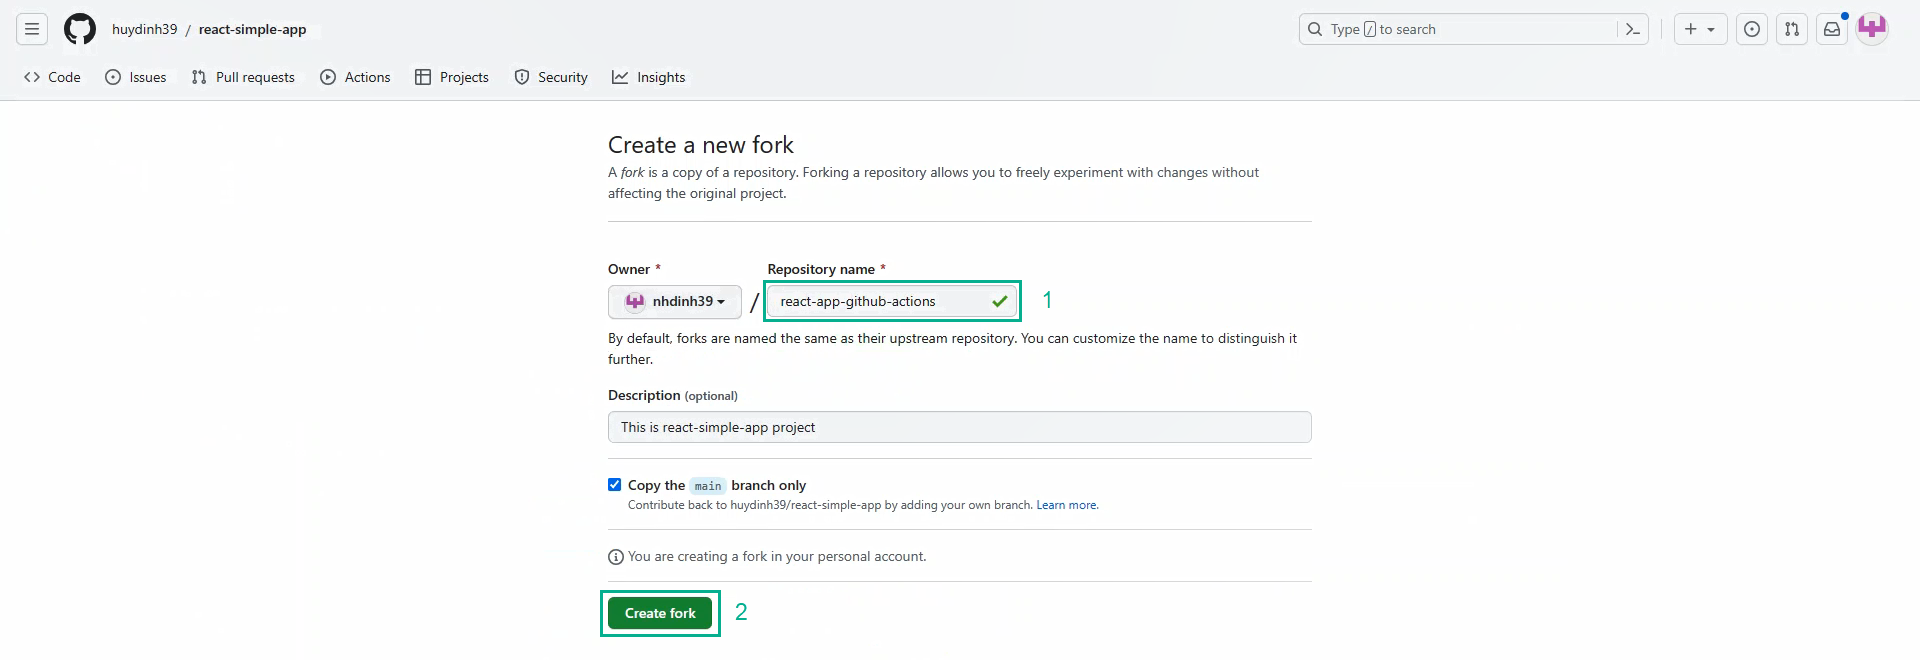 huydinh39 / react-simple-app
Type / to search
Code Issues Pull requests Actions Projects Security Insights
Create a new fork
A fork is a copy of a repository. Forking a repository allows you to freely experiment with changes without
affecting the original project.
Owner * Repository name *
nhdinh39 / react-app-github-actions 1
By default, forks are named the same as their upstream repository. You can customize the name to distinguish it
further.
Description (optional)
This is react-simple-app project
Copy the main branch only
Contribute back to huydinh39/react-simple-app by adding your own branch. Learn more.
You are creating a fork in your personal account.
Create fork 2